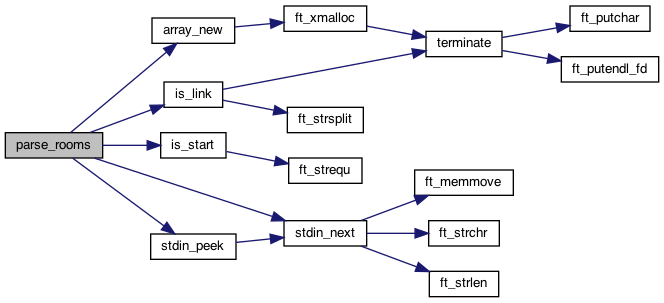 parse_rooms
array_new
is_link
is_start
stdin_peek
ft_xmalloc
ft_strsplit
ft_strequ
stdin_next
terminate
ft_memmove
ft_strchr
ft_strlen
ft_putchar
ft_putendl_fd